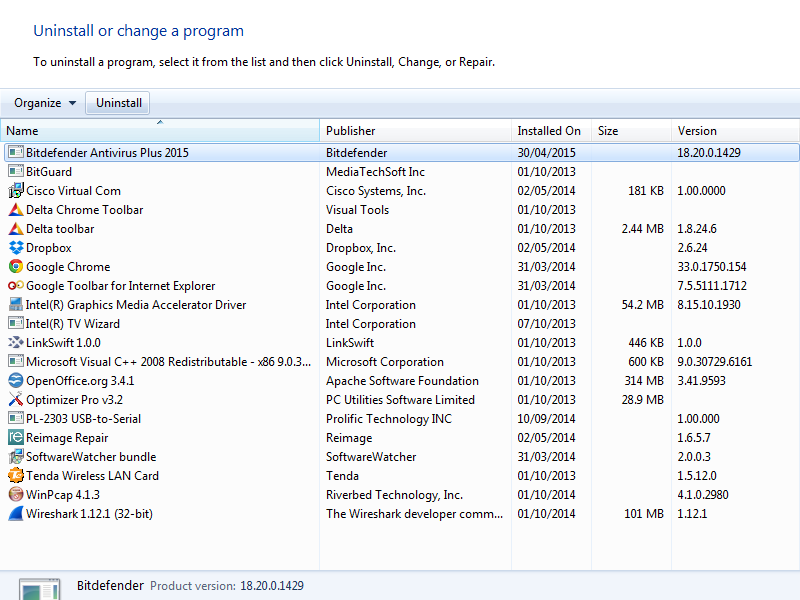 Uninstall or change a program
To uninstall a program, select it from the list and then click Uninstall, Change, or Repair.
Organize Uninstall
Name Publisher Installed On Size Version
Bitdefender Antivirus Plus 2015 Bitdefender 30/04/2015 18.20.0.1429
BitGuard MediaTechSoft Inc 01/10/2013
Cisco Virtual Com Cisco Systems, Inc. 02/05/2014 181 KB 1.00.0000
Delta Chrome Toolbar Visual Tools 01/10/2013
Delta toolbar Delta 01/10/2013 2.44 MB 1.8.24.6
Dropbox Dropbox, Inc. 02/05/2014 2.6.24
Google Chrome Google Inc. 31/03/2014 33.0.1750.154
Google Toolbar for Internet Explorer Google Inc. 31/03/2014 7.5.5111.1712
Intel(R) Graphics Media Accelerator Driver Intel Corporation 01/10/2013 54.2 MB 8.15.10.1930
Intel(R) TV Wizard Intel Corporation 07/10/2013
LinkSwift 1.0.0 LinkSwift 01/10/2013 446 KB 1.0.0
Microsoft Visual C++ 2008 Redistributable - x86 9.0.3... Microsoft Corporation 01/10/2013 600 KB 9.0.30729.6161
OpenOffice.org 3.4.1 Apache Software Foundation 01/10/2013 314 MB 3.41.9593
Optimizer Pro v3.2 PC Utilities Software Limited 01/10/2013 28.9 MB
PL-2303 USB-to-Serial Prolific Technology INC 10/09/2014 1.00.000
Reimage Repair Reimage 02/05/2014 1.6.5.7
SoftwareWatcher bundle SoftwareWatcher 31/03/2014 2.0.0.3
Tenda Wireless LAN Card Tenda 01/10/2013 1.5.12.0
WinPcap 4.1.3 Riverbed Technology, Inc. 01/10/2014 4.1.0.2980
Wireshark 1.12.1 (32-bit) The Wireshark developer comm... 01/10/2014 101 MB 1.12.1
Bitdefender Product version: 18.20.0.1429